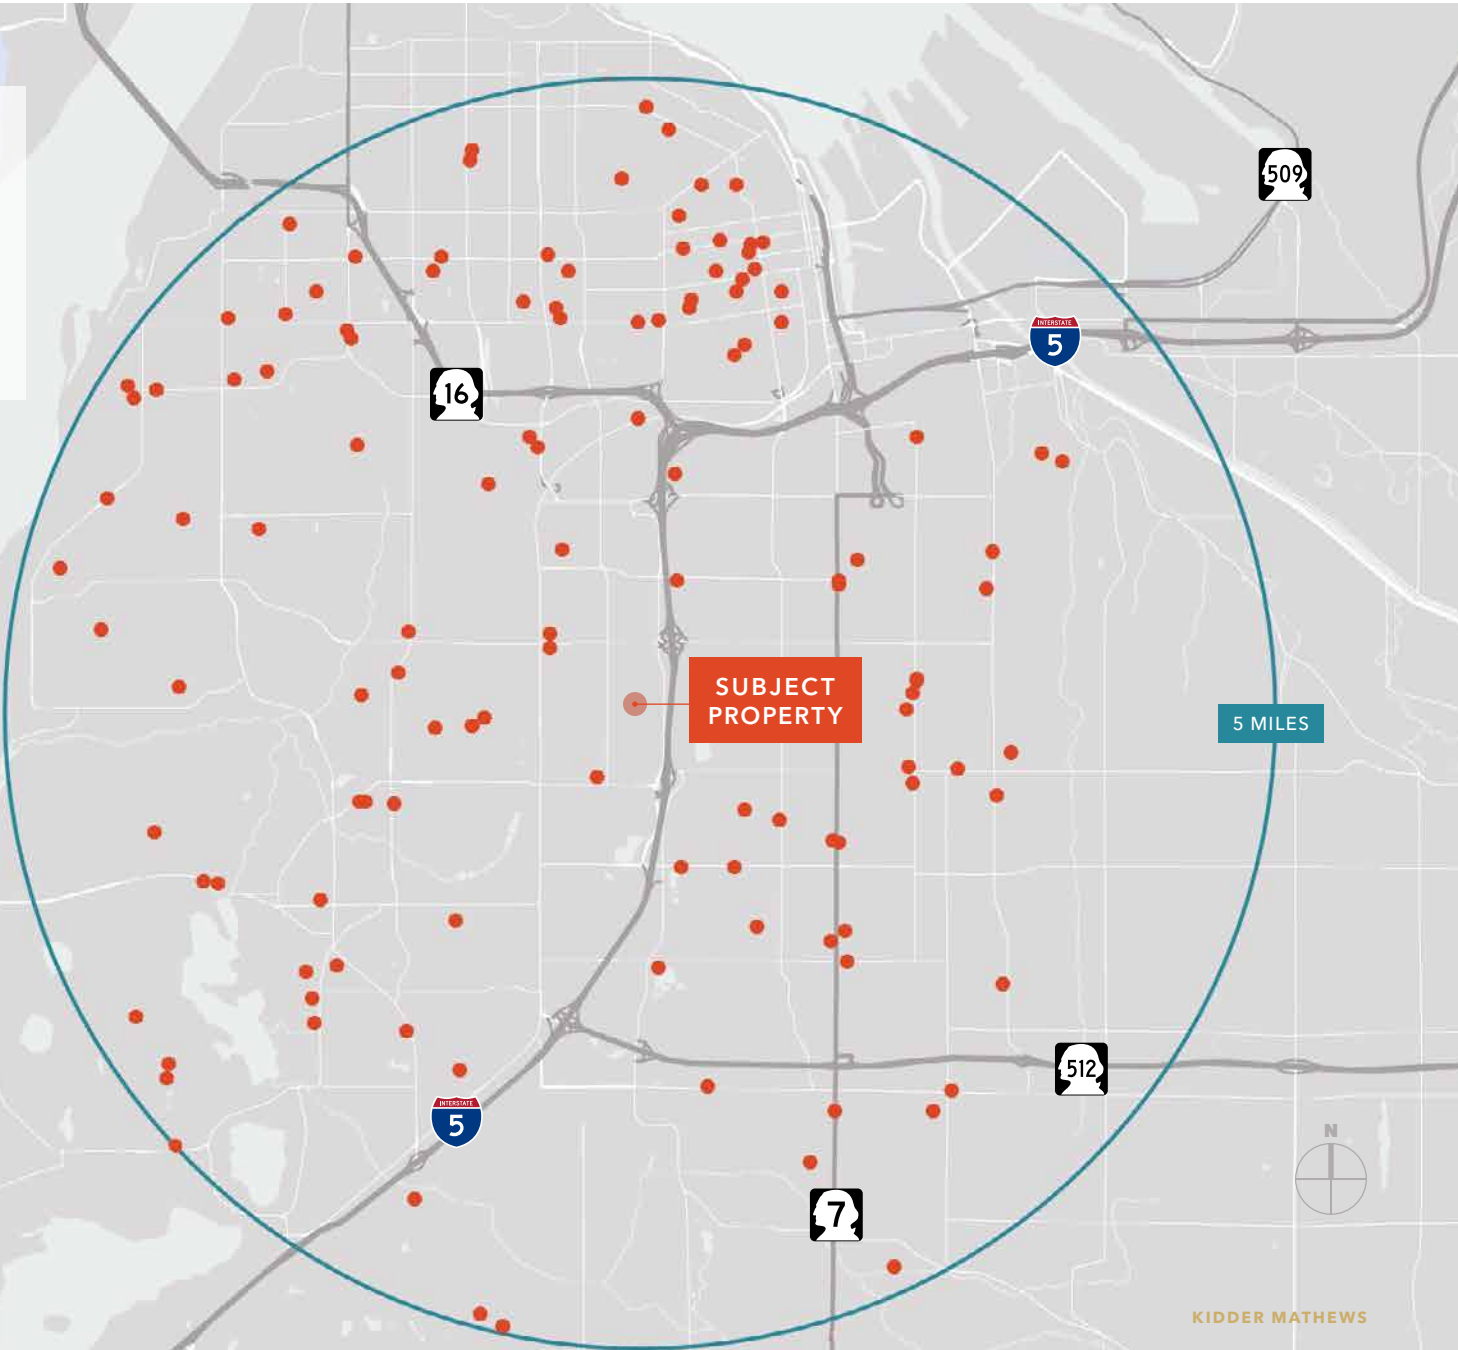 509
INTERSTATE
5
16
SUBJECT
PROPERTY
5 MILES
512
INTERSTATE
5
N
7
KIDDER MATHEWS